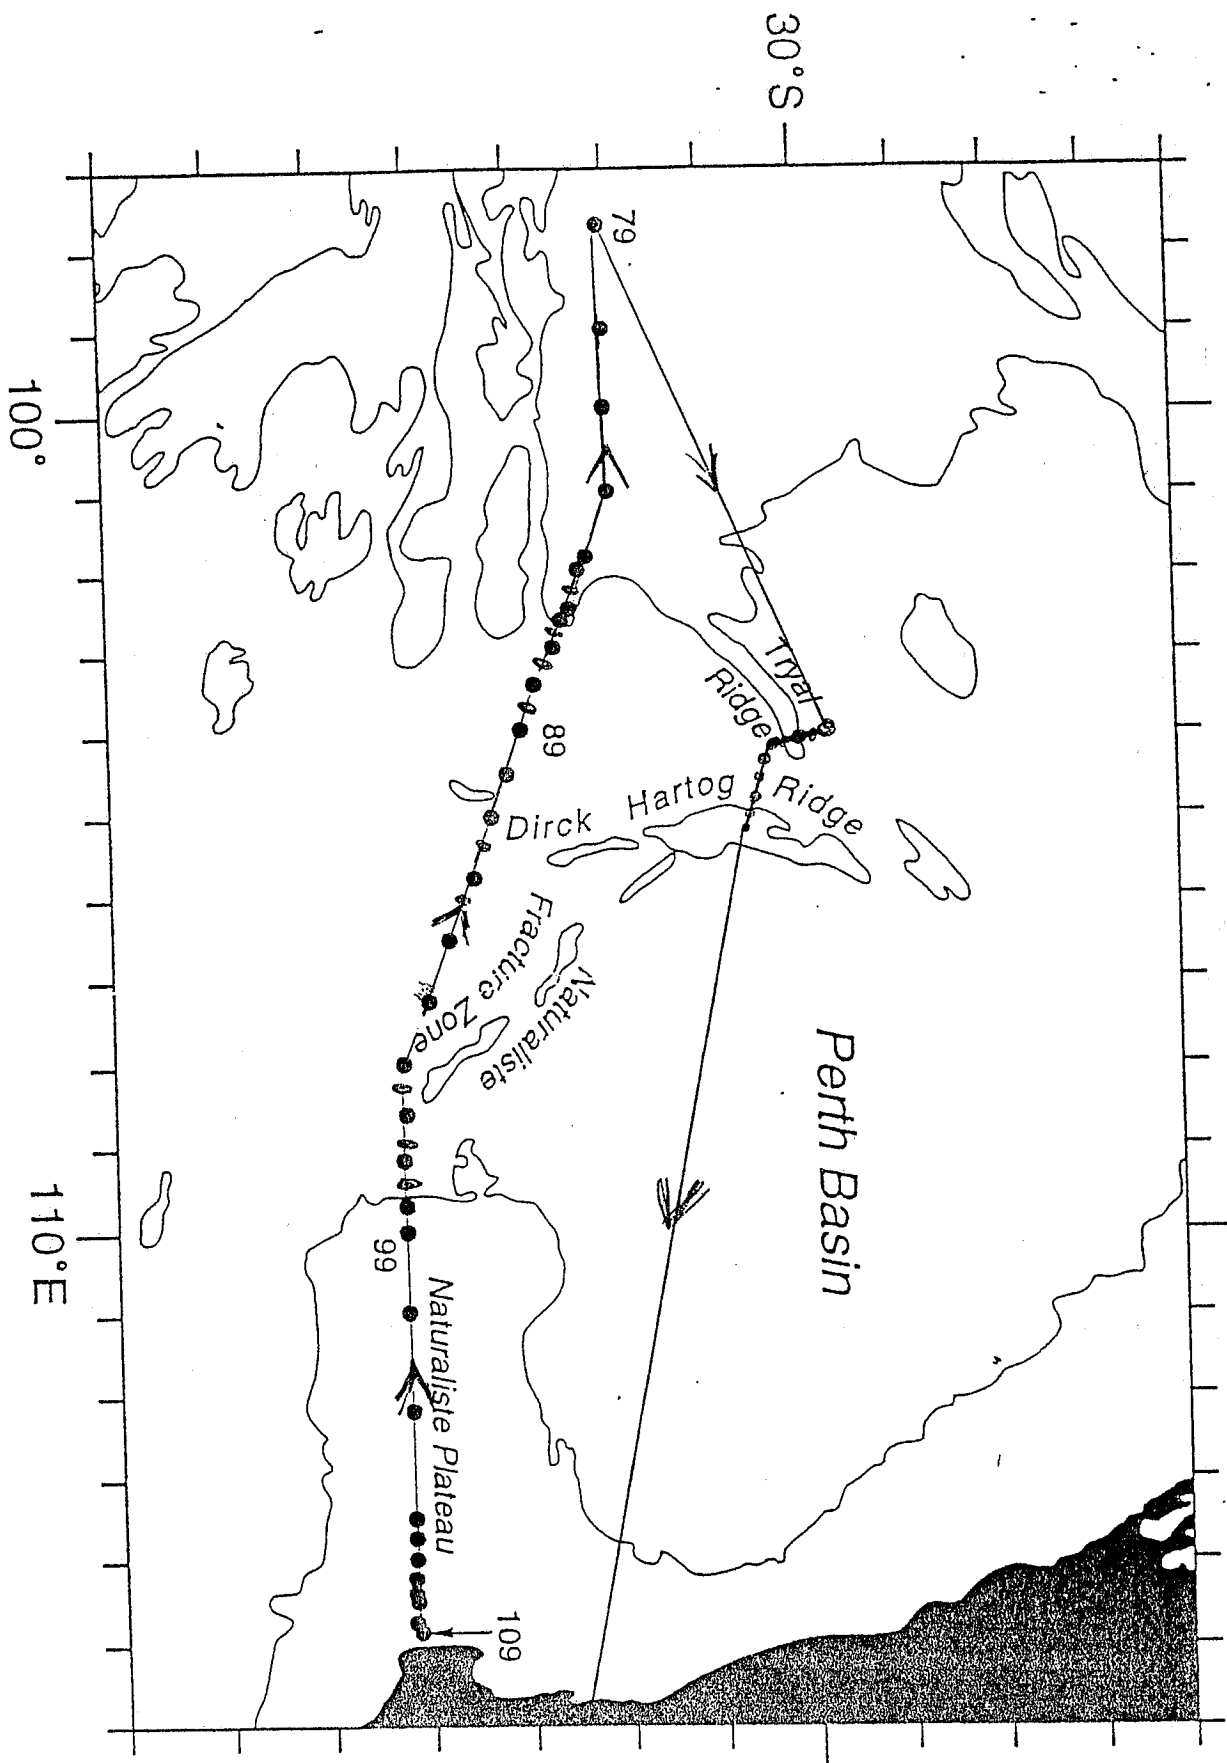 30°S
79
100°
Tryal
Ridge
89
Dirck Hartog Ridge
Naturaliste
Fracture
Zone
Perth Basin
110°E
99
Naturaliste Plateau
109